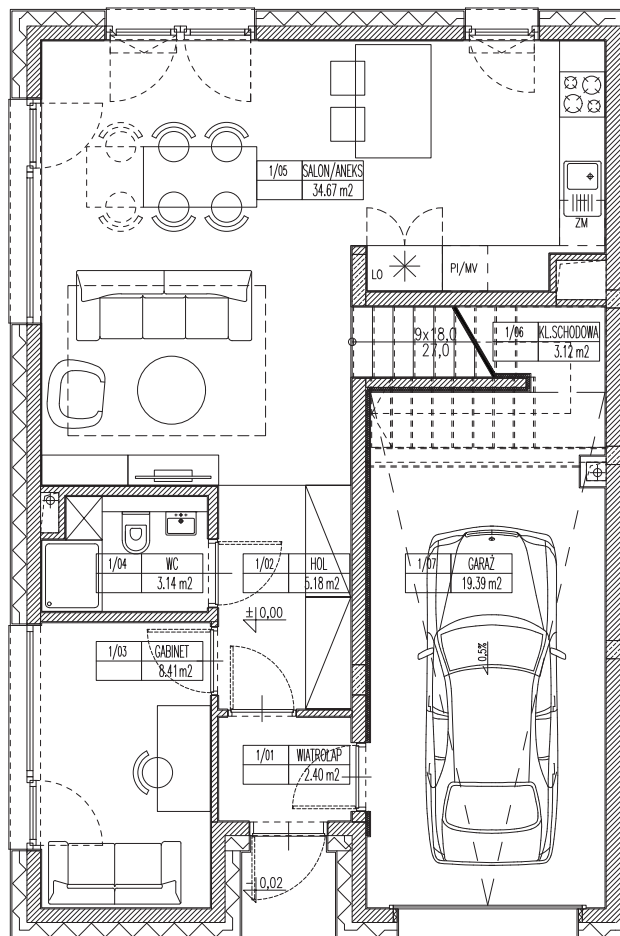 1/05 SALON/ANEKS
34.67 m2
ZM
LO
PI/MV
9x18,0
27,0
1/06 KL.SCHODOWA
3.12 m2
1/04 WC
3.14 m2
1/02 HOL
5.18 m2
1/07 GARAŻ
19.39 m2
±0,00
0,5%
1/03 GABINET
8.41 m2
1/01 WIATROŁAP
2.40 m2
-0,02